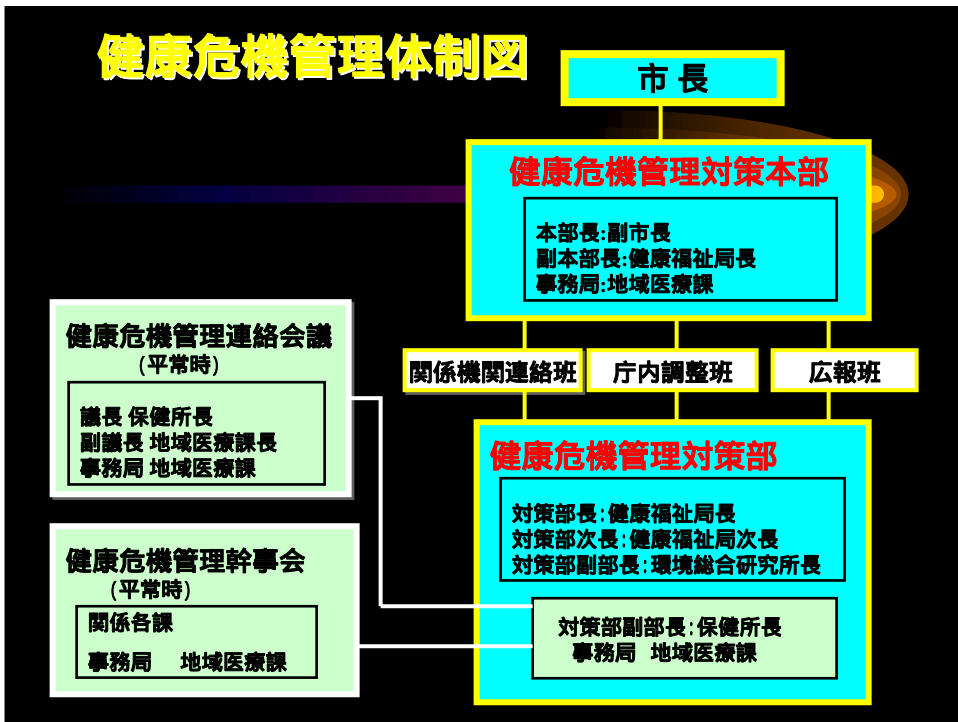 健康危機管理体制図
市 長
健康危機管理対策本部
本部長:副市長
副本部長:健康福祉局長
事務局:地域医療課
健康危機管理連絡会議
(平常時)
議長 保健所長
副議長 地域医療課長
事務局 地域医療課
関係機関連絡班
庁内調整班
広報班
健康危機管理対策部
対策部長:健康福祉局長
対策部次長:健康福祉局次長
対策部副部長:環境総合研究所長
健康危機管理幹事会
(平常時)
関係各課
事務局 地域医療課
対策部副部長:保健所長
事務局 地域医療課